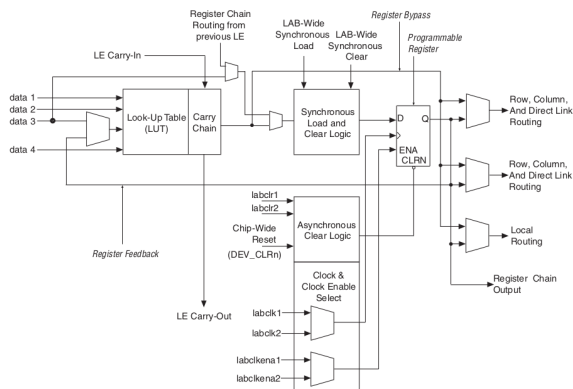 Register Chain
Routing from
previous LE
LAB-Wide
Synchronous
Load
LAB-Wide
Synchronous
Clear
Register Bypass
Programmable
Register
LE Carry-In
data 1
data 2
data 3
data 4
Look-Up Table
(LUT)
Carry
Chain
Synchronous
Load and
Clear Logic
D
Q
ENA
CLRN
Row, Column,
And Direct Link
Routing
Row, Column,
And Direct Link
Routing
Local
Routing
Register Chain
Output
labclr1
labclr2
Chip-Wide
Reset
(DEV_CLRn)
Asynchronous
Clear Logic
Register Feedback
Clock &
Clock Enable
Select
LE Carry-Out
labclk1
labclk2
labclkena1
labclkena2